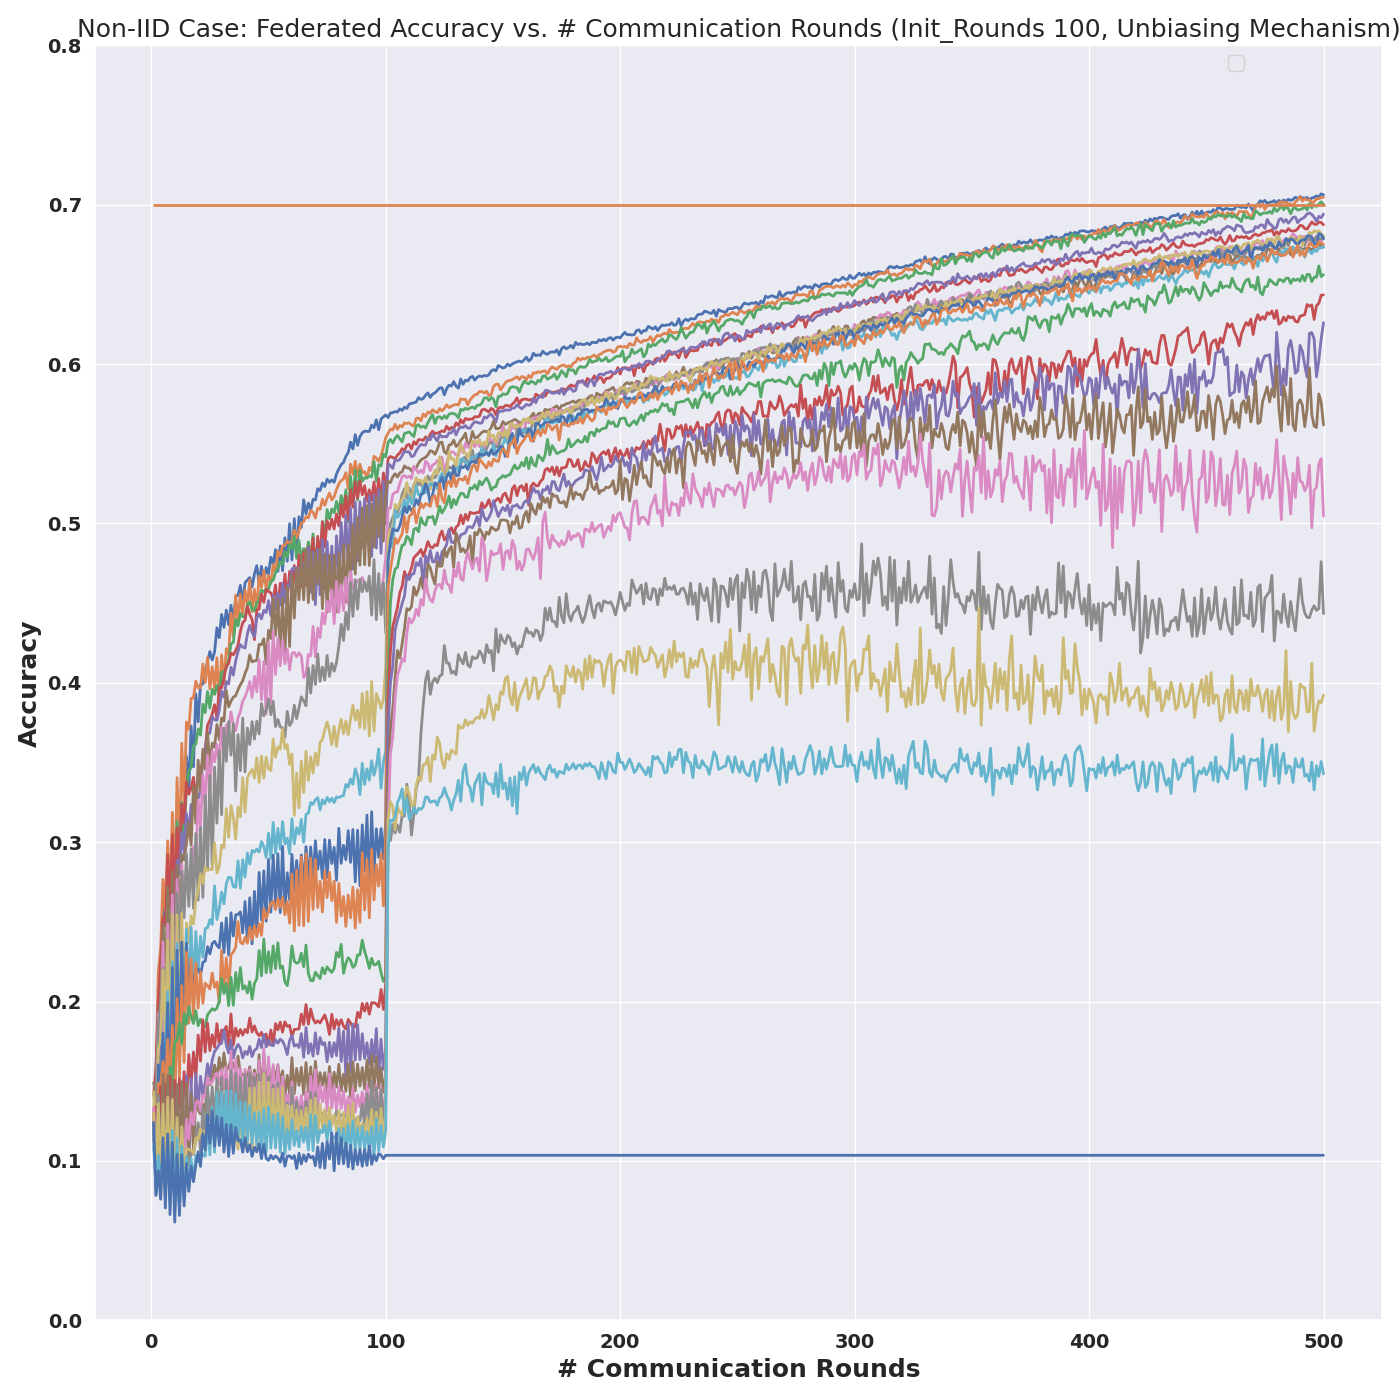 Non-IID Case: Federated Accuracy vs. # Communication Rounds (Init_Rounds 100, Unbiasing Mechanism)
0.8
0.7
0.6
0.5
0.4
0.3
0.2
0.1
0.0
Accuracy
0 100 200 300 400 500
# Communication Rounds